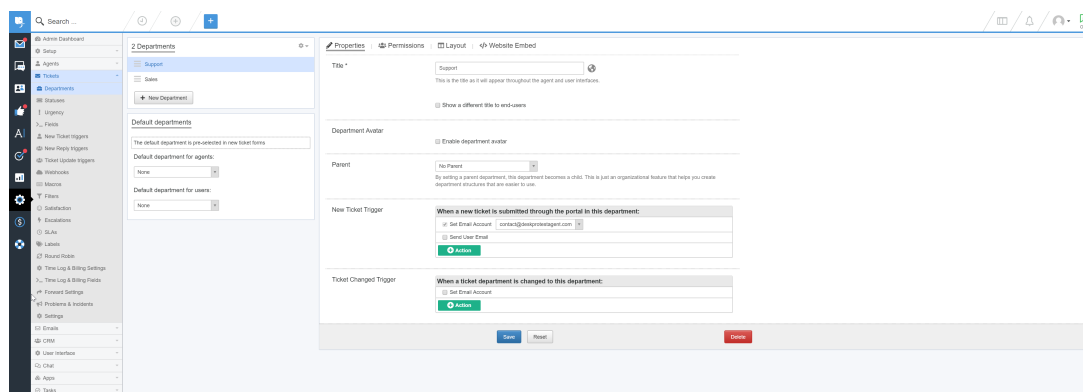 Search ...
Admin Dashboard
Setup
Agents
Tickets
Departments
Statuses
Urgency
Fields
New Ticket triggers
New Reply triggers
Ticket Update triggers
Webhooks
Macros
Filters
Satisfaction
Escalations
SLAs
Labels
Round Robin
Time Log & Billing Settings
Time Log & Billing Fields
Forward Settings
Problems & Incidents
Settings
Emails
CRM
User Interface
Chat
Apps
Tasks
2 Departments
Support
Sales
+ New Department
Default departments
The default department is pre-selected in new ticket forms
Default department for agents:
None
Default department for users:
None
Properties
Permissions
Layout
</> Website Embed
Title *
Support
This is the title as it will appear throughout the agent and user interfaces.
Show a different title to end-users
Department Avatar
Enable department avatar
Parent
No Parent
By setting a parent department, this department becomes a child. This is just an organizational feature that helps you create
department structures that are easier to use.
New Ticket Trigger
When a new ticket is submitted through the portal in this department:
Set Email Account
contact@deskprotestagent.com
Send User Email
Action
Ticket Changed Trigger
When a ticket department is changed to this department:
Set Email Account
Action
Save
Reset
Delete